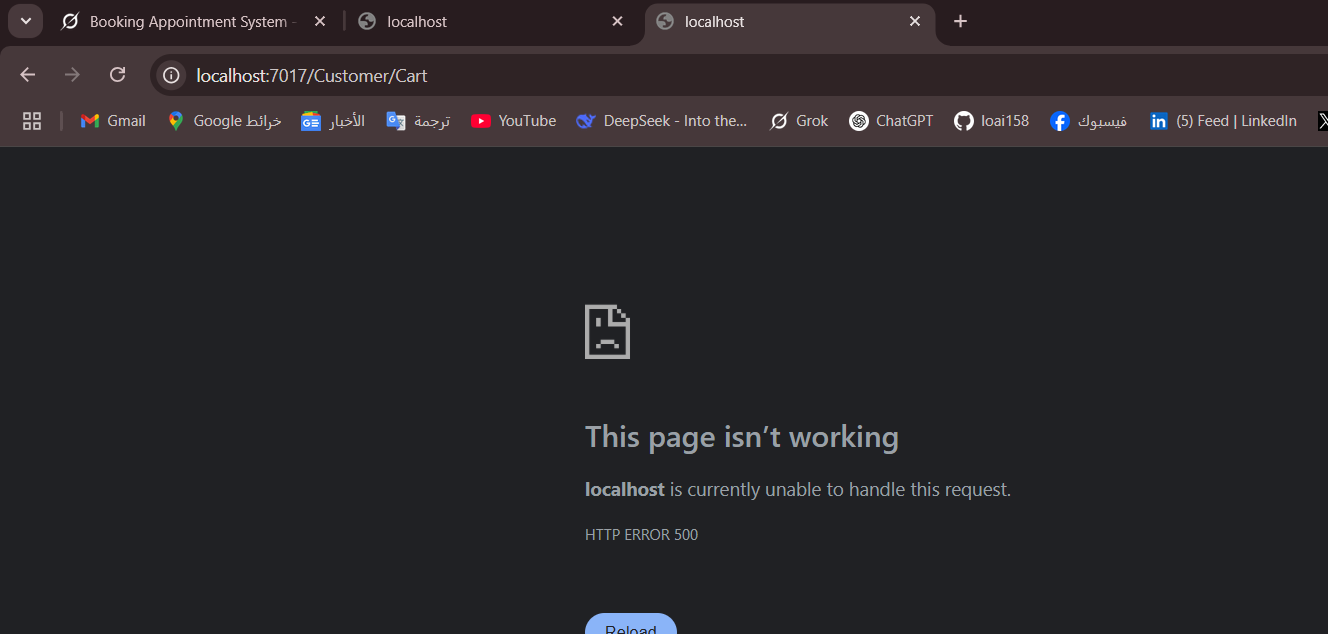 Booking Appointment System -
localhost
localhost
localhost:7017/Customer/Cart
Gmail
خرائط Google
الأخبار
ترجمة
YouTube
DeepSeek - Into the...
Grok
ChatGPT
loai158
فيسبوك
(5) Feed | LinkedIn
This page isn’t working
localhost is currently unable to handle this request.
HTTP ERROR 500
Reload